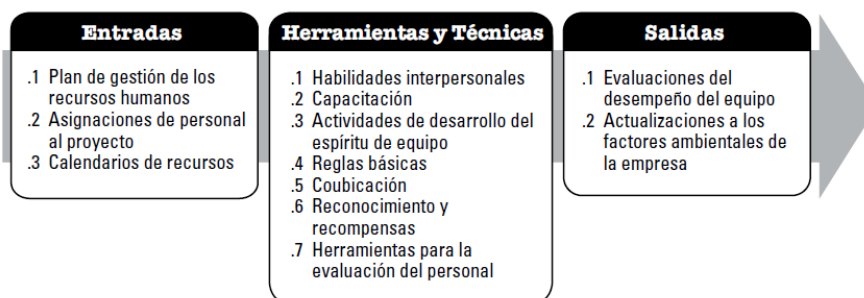 Entradas
.1 Plan de gestión de los
recursos humanos
.2 Asignaciones de personal
al proyecto
.3 Calendarios de recursos
Herramientas y Técnicas
.1 Habilidades interpersonales
.2 Capacitación
.3 Actividades de desarrollo del
espíritu de equipo
.4 Reglas básicas
.5 Coubicación
.6 Reconocimiento y
recompensas
.7 Herramientas para la
evaluación del personal
Salidas
.1 Evaluaciones del
desempeño del equipo
.2 Actualizaciones a los
factores ambientales de
la empresa